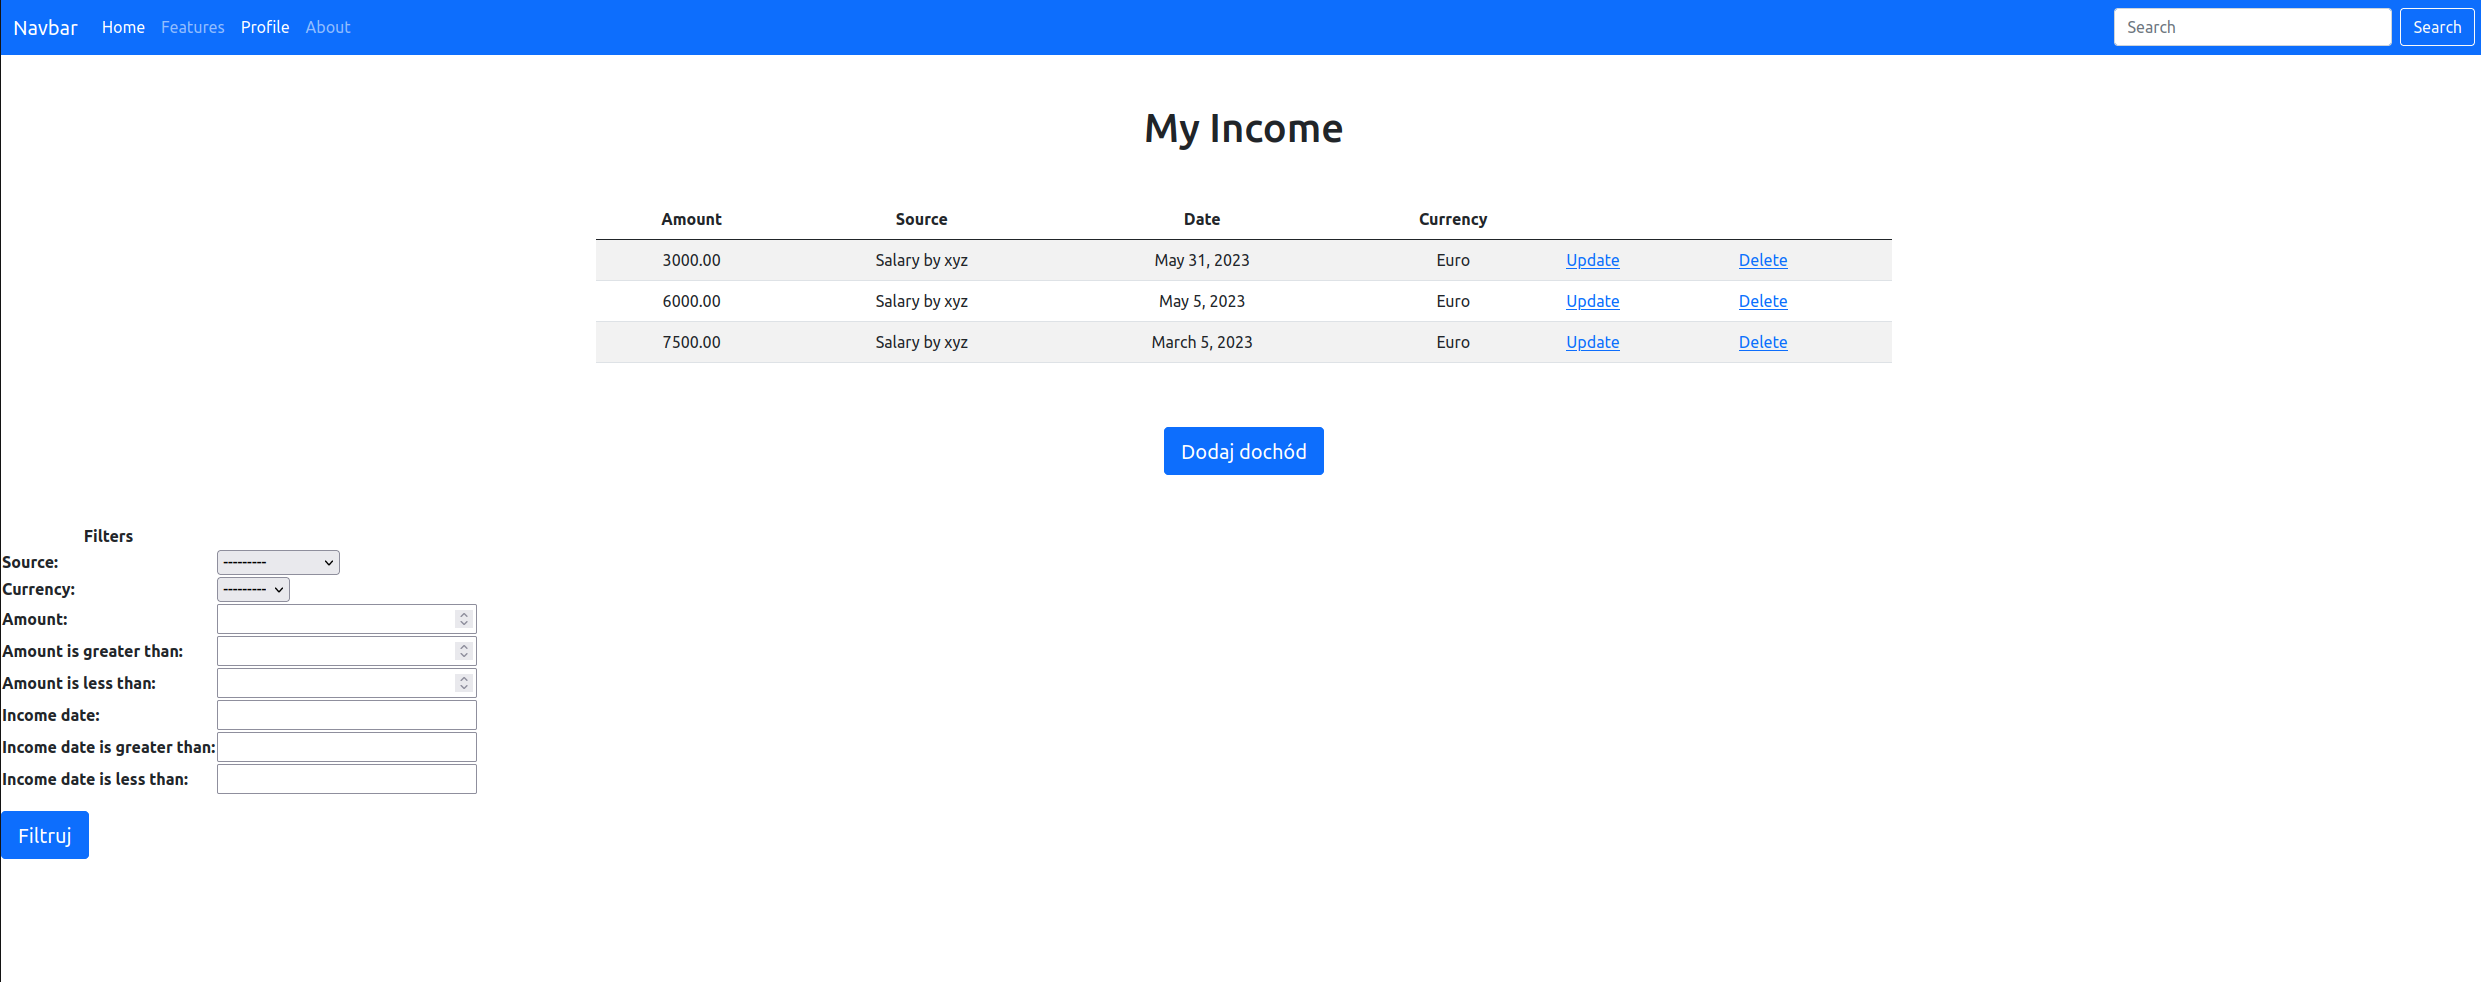 Navbar Home Features Profile About Search Search
My Income
Amount Source Date Currency
3000.00 Salary by xyz May 31, 2023 Euro Update Delete
6000.00 Salary by xyz May 5, 2023 Euro Update Delete
7500.00 Salary by xyz March 5, 2023 Euro Update Delete
Dodaj dochód
Filters
Source: ---------
Currency: ---------
Amount:
Amount is greater than:
Amount is less than:
Income date:
Income date is greater than:
Income date is less than:
Filtruj